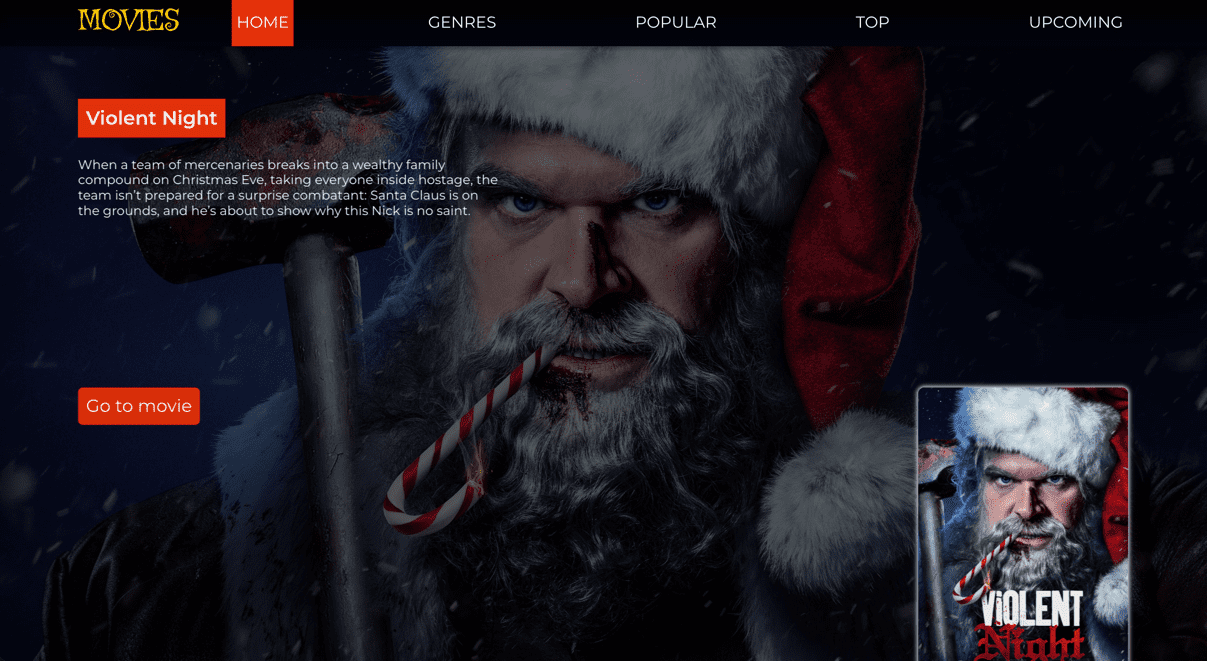 MOVIES
HOME
GENRES
POPULAR
TOP
UPCOMING
Violent Night
When a team of mercenaries breaks into a wealthy family
compound on Christmas Eve, taking everyone inside hostage, the
team isn't prepared for a surprise combatant: Santa Claus is on
the grounds, and he's about to show why this Nick is no saint.
Go to movie
ViOLENT
Night